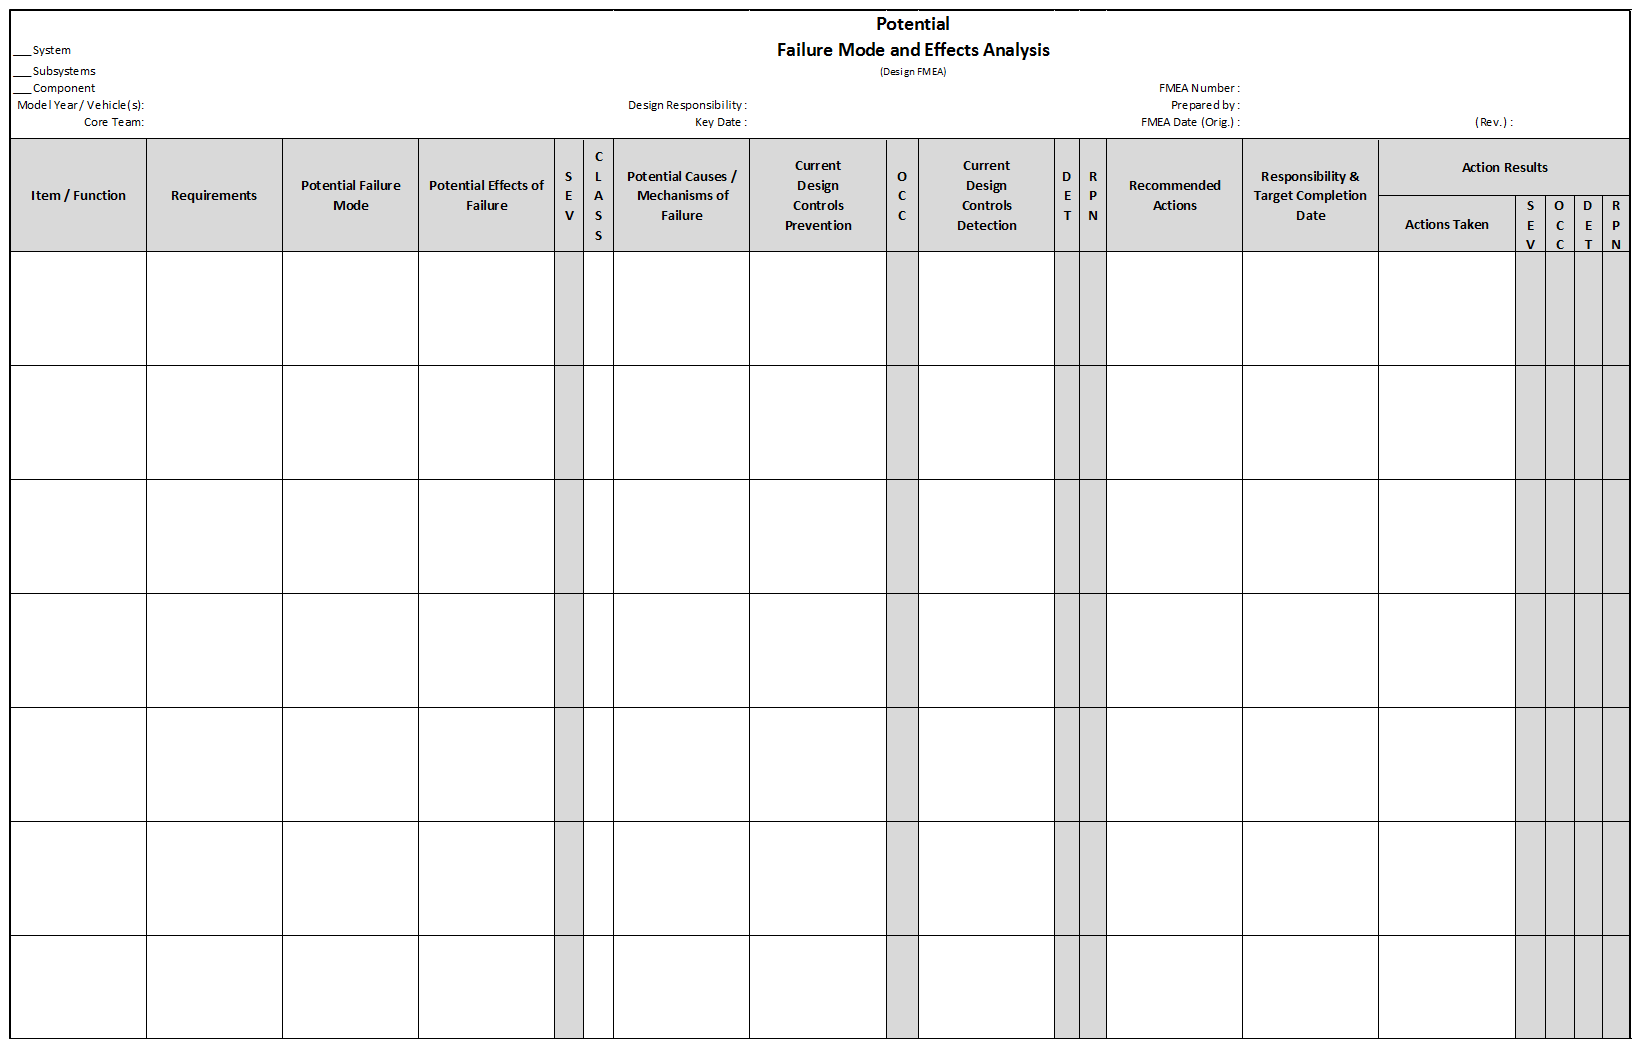 Potential
Failure Mode and Effects Analysis
(Design FMEA)
___System
___Subsystems
___Component
Model Year/ Vehicle(s):
Core Team:
Design Responsibility :
Key Date :
FMEA Number :
Prepared by :
FMEA Date (Orig.) :
(Rev.) :
Item / Function
Requirements
Potential Failure
Mode
Potential Effects of
Failure
S
E
V
C
L
A
S
S
Potential Causes /
Mechanisms of
Failure
Current
Design
Controls
Prevention
O
C
C
Current
Design
Controls
Detection
D
E
T
R
P
N
Recommended
Actions
Responsibility &
Target Completion
Date
Action Results
Actions Taken
S
E
V
O
C
C
D
E
T
R
P
N